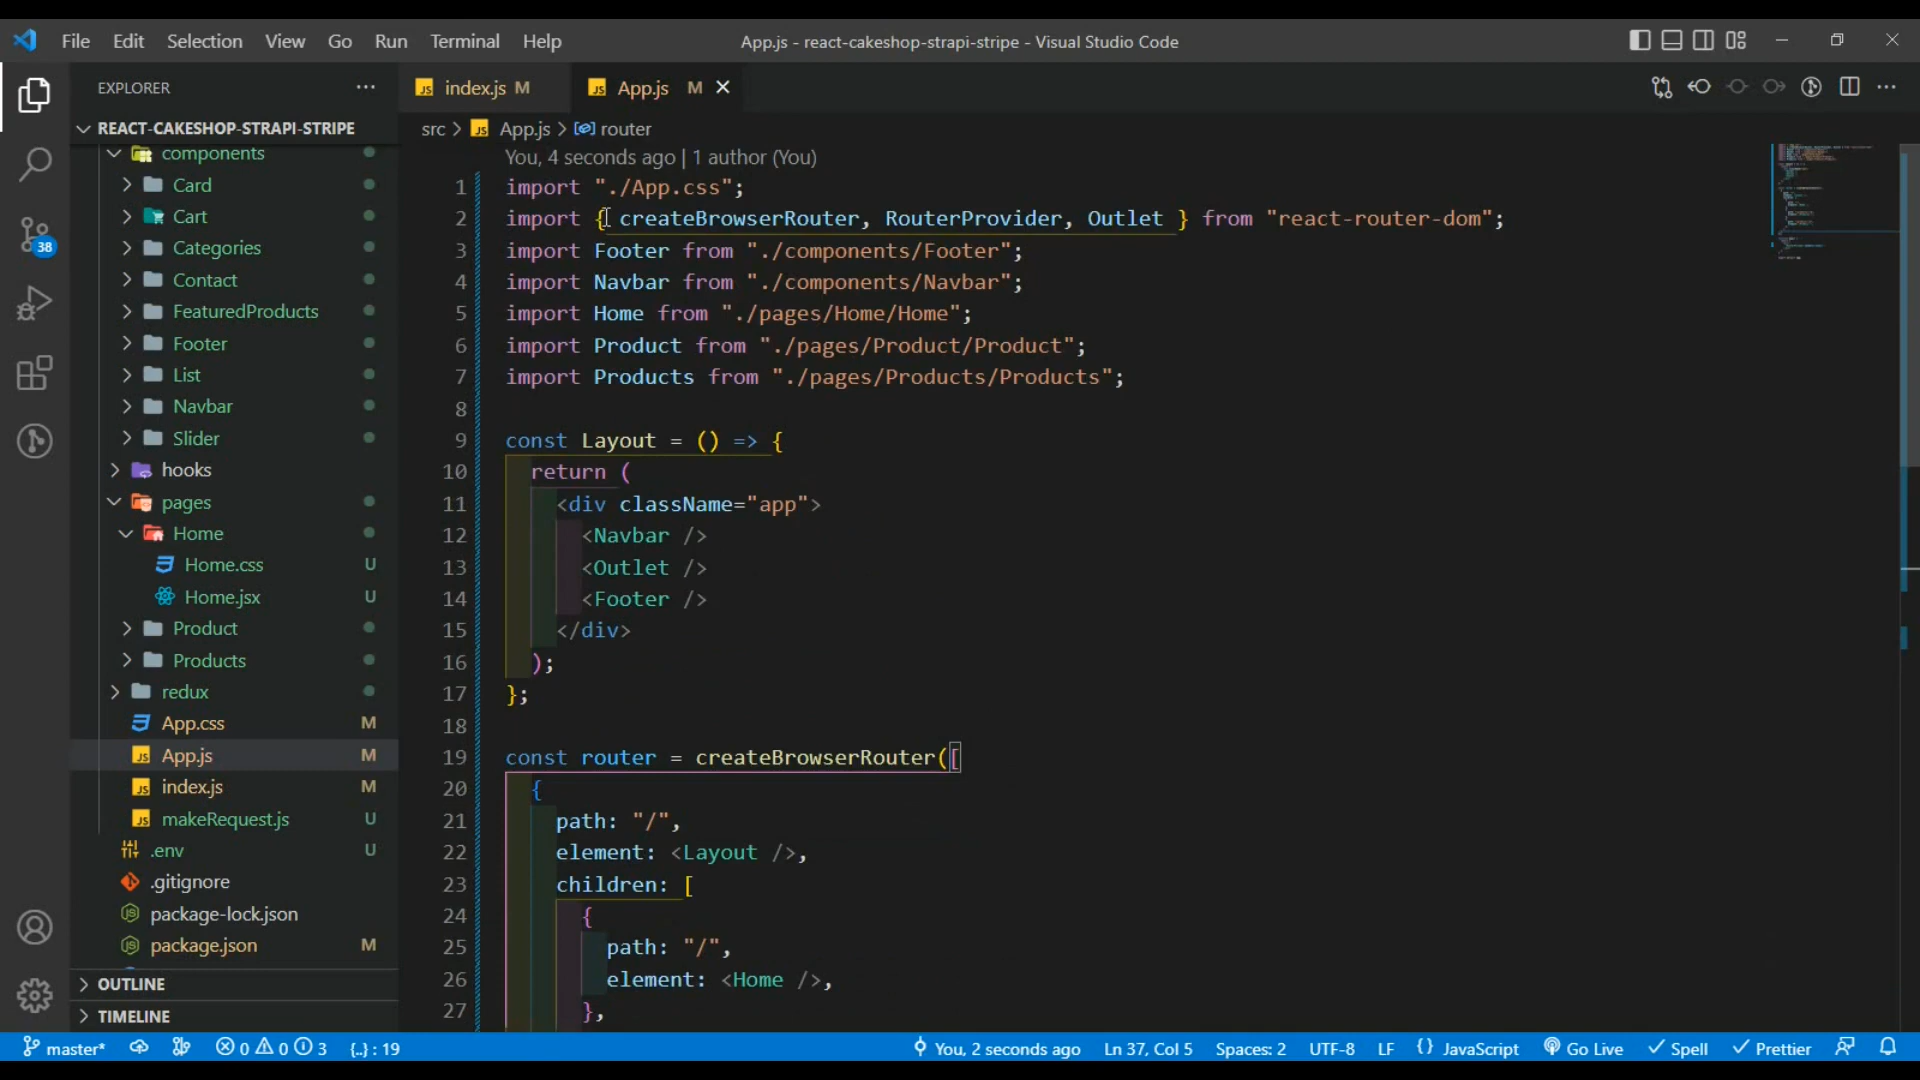 File Edit Selection View Go Run Terminal Help
App.js - react-cakeshop-strapi-stripe - Visual Studio Code
EXPLORER
REACT-CAKESHOP-STRAPI-STRIPE
components
Card
Cart
Categories
Contact
FeaturedProducts
Footer
List
Navbar
Slider
hooks
pages
Home
Home.css U
Home.jsx U
Product
Products
redux
App.css M
JS App.js M
JS index.js M
JS makeRequest.js U
.env U
.gitignore
package-lock.json
package.json M
OUTLINE
TIMELINE
38
JS index.js M
JS App.js M
src > JS App.js > router
You, 4 seconds ago | 1 author (You)
1 import "./App.css";
2 import { createBrowserRouter, RouterProvider, Outlet } from "react-router-dom";
3 import Footer from "./components/Footer";
4 import Navbar from "./components/Navbar";
5 import Home from "./pages/Home/Home";
6 import Product from "./pages/Product/Product";
7 import Products from "./pages/Products/Products";
8
9 const Layout = () => {
10 return (
11 <div className="app">
12 <Navbar />
13 <Outlet />
14 <Footer />
15 </div>
16 );
17 };
18
19 const router = createBrowserRouter([
20 {
21 path: "/",
22 element: <Layout />,
23 children: [
24 {
25 path: "/",
26 element: <Home />,
27 },
master* 0 0 3 {..} : 19
You, 2 seconds ago Ln 37, Col 5 Spaces: 2 UTF-8 LF {} JavaScript Go Live Spell Prettier